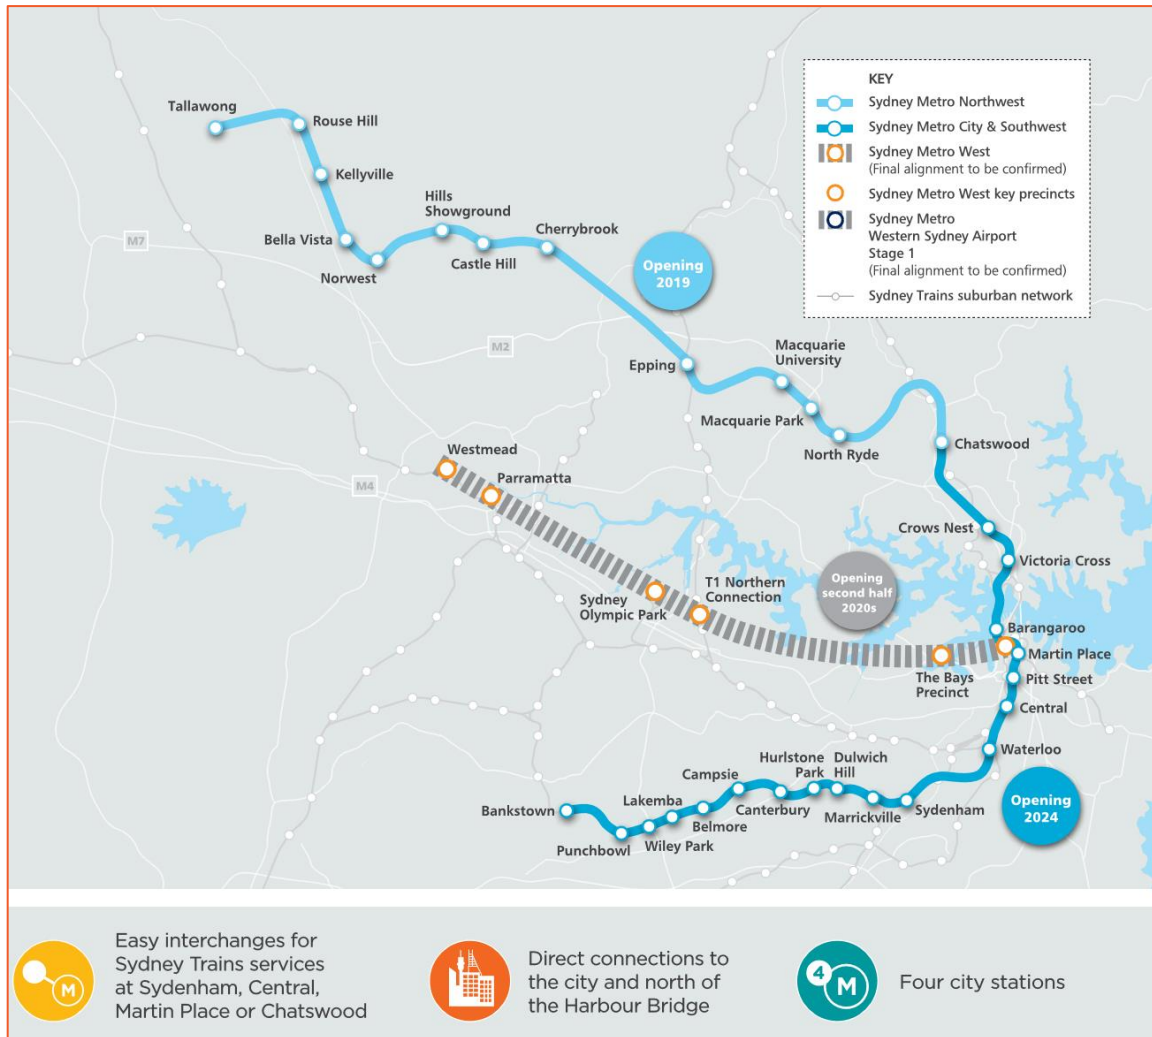 KEY
Sydney Metro Northwest
Sydney Metro City & Southwest
Sydney Metro West
(Final alignment to be confirmed)
Sydney Metro West key precincts
Sydney Metro
Western Sydney Airport
Stage 1
(Final alignment to be confirmed)
Sydney Trains suburban network
Tallawong
Rouse Hill
Kellyville
Bella Vista
Norwest
Hills
Showground
Castle Hill
Cherrybrook
Opening
2019
M7
M2
Epping
Macquarie
University
Macquarie Park
North Ryde
Chatswood
Westmead
Parramatta
M4
Crows Nest
Victoria Cross
Sydney
Olympic Park
T1 Northern
Connection
Opening
second half
2020s
Barangaroo
Martin Place
The Bays
Precinct
Pitt Street
Central
Waterloo
Bankstown
Punchbowl
Lakemba
Wiley Park
Belmore
Campsie
Canterbury
Hurlstone
Park
Dulwich
Hill
Marrickville
Sydenham
Opening
2024
M
Easy interchanges for
Sydney Trains services
at Sydenham, Central,
Martin Place or Chatswood
Direct connections to
the city and north of
the Harbour Bridge
4
M
Four city stations